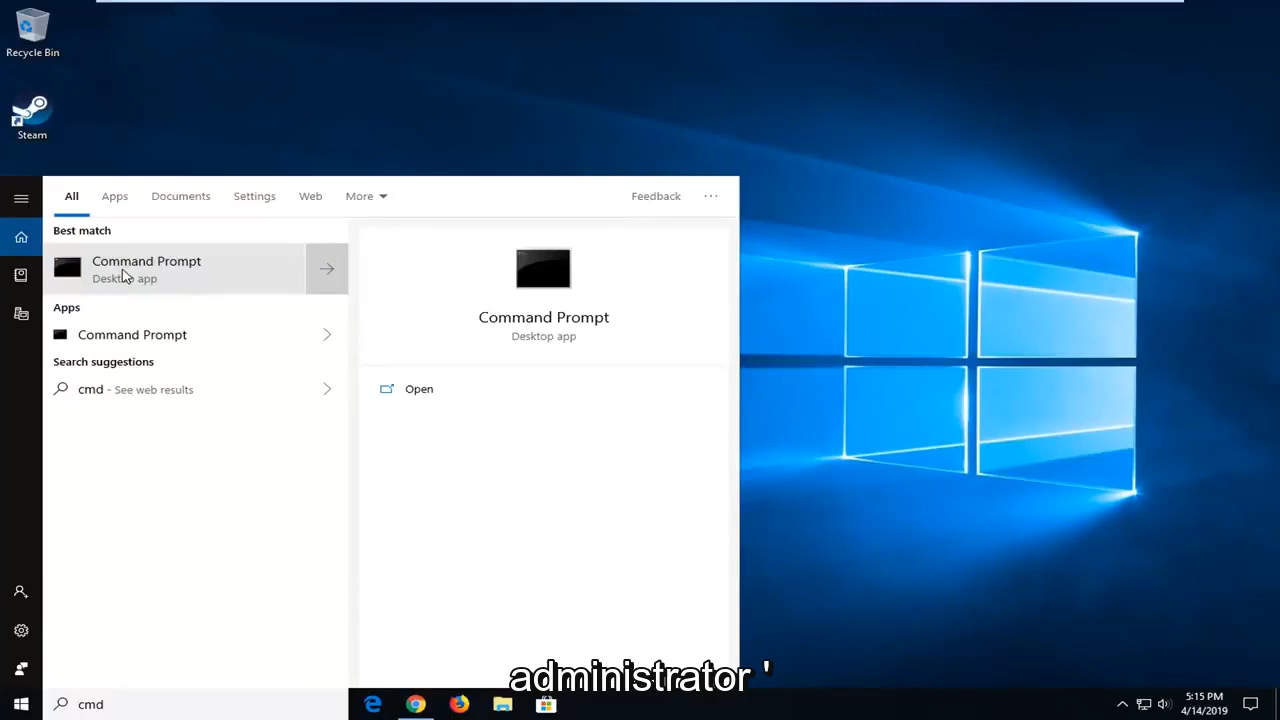 Recycle Bin
Steam
All Apps Documents Settings Web More Feedback ...
Best match
Command Prompt
Desktop app
Apps
Command Prompt
Search suggestions
cmd - See web results
Command Prompt
Desktop app
Open
administrator '
cmd
5:15 PM
4/14/2019